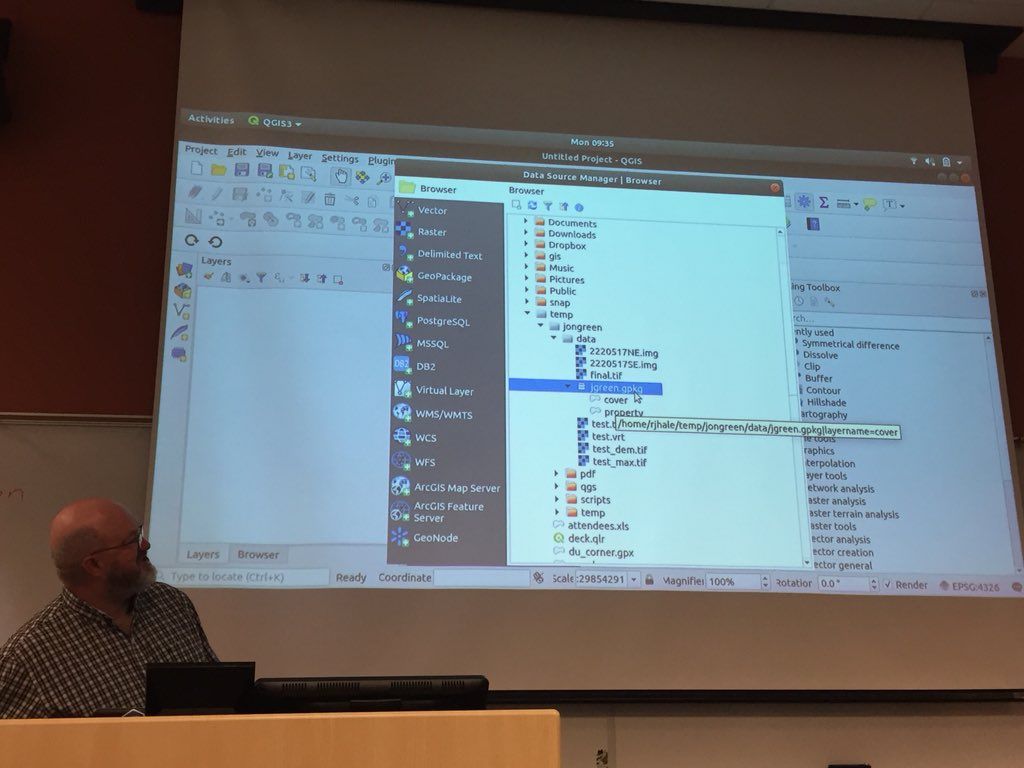 Activities QGIS3
Mon 09:35
Untitled Project - QGIS
Project Edit View Layer Settings Plugin
Data Source Manager | Browser
Browser
Vector
Raster
Delimited Text
GeoPackage
SpatiaLite
PostgreSQL
MSSQL
DB2
Virtual Layer
WMS/WMTS
WCS
WFS
ArcGIS Map Server
ArcGIS Feature
Server
GeoNode
Browser
Documents
Downloads
Dropbox
gis
Music
Pictures
Public
snap
temp
jongreen
data
2220517NE.img
2220517SE.img
final.tif
jgreen.gpkg
cover
property
/home/rjhale/temp/jongreen/data/jgreen.gpkg|layername=cover
test.vrt
test_dem.tif
test_max.tif
pdf
qgs
scripts
temp
attendees.xls
deck.qlr
du_corner.gpx
Layers
Layers Browser
ing Toolbox
rch...
ently used
Symmetrical difference
Dissolve
Clip
Buffer
Contour
Hillshade
artography
raphics
terpolation
ayer tools
etwork analysis
aster analysis
aster terrain analysis
aster tools
ector analysis
ector creation
ector general
Type to locate (Ctrl+K) Ready Coordinate Scale :29854291 Magnifier 100% Rotation 0.0 ° Render EPSG:4326